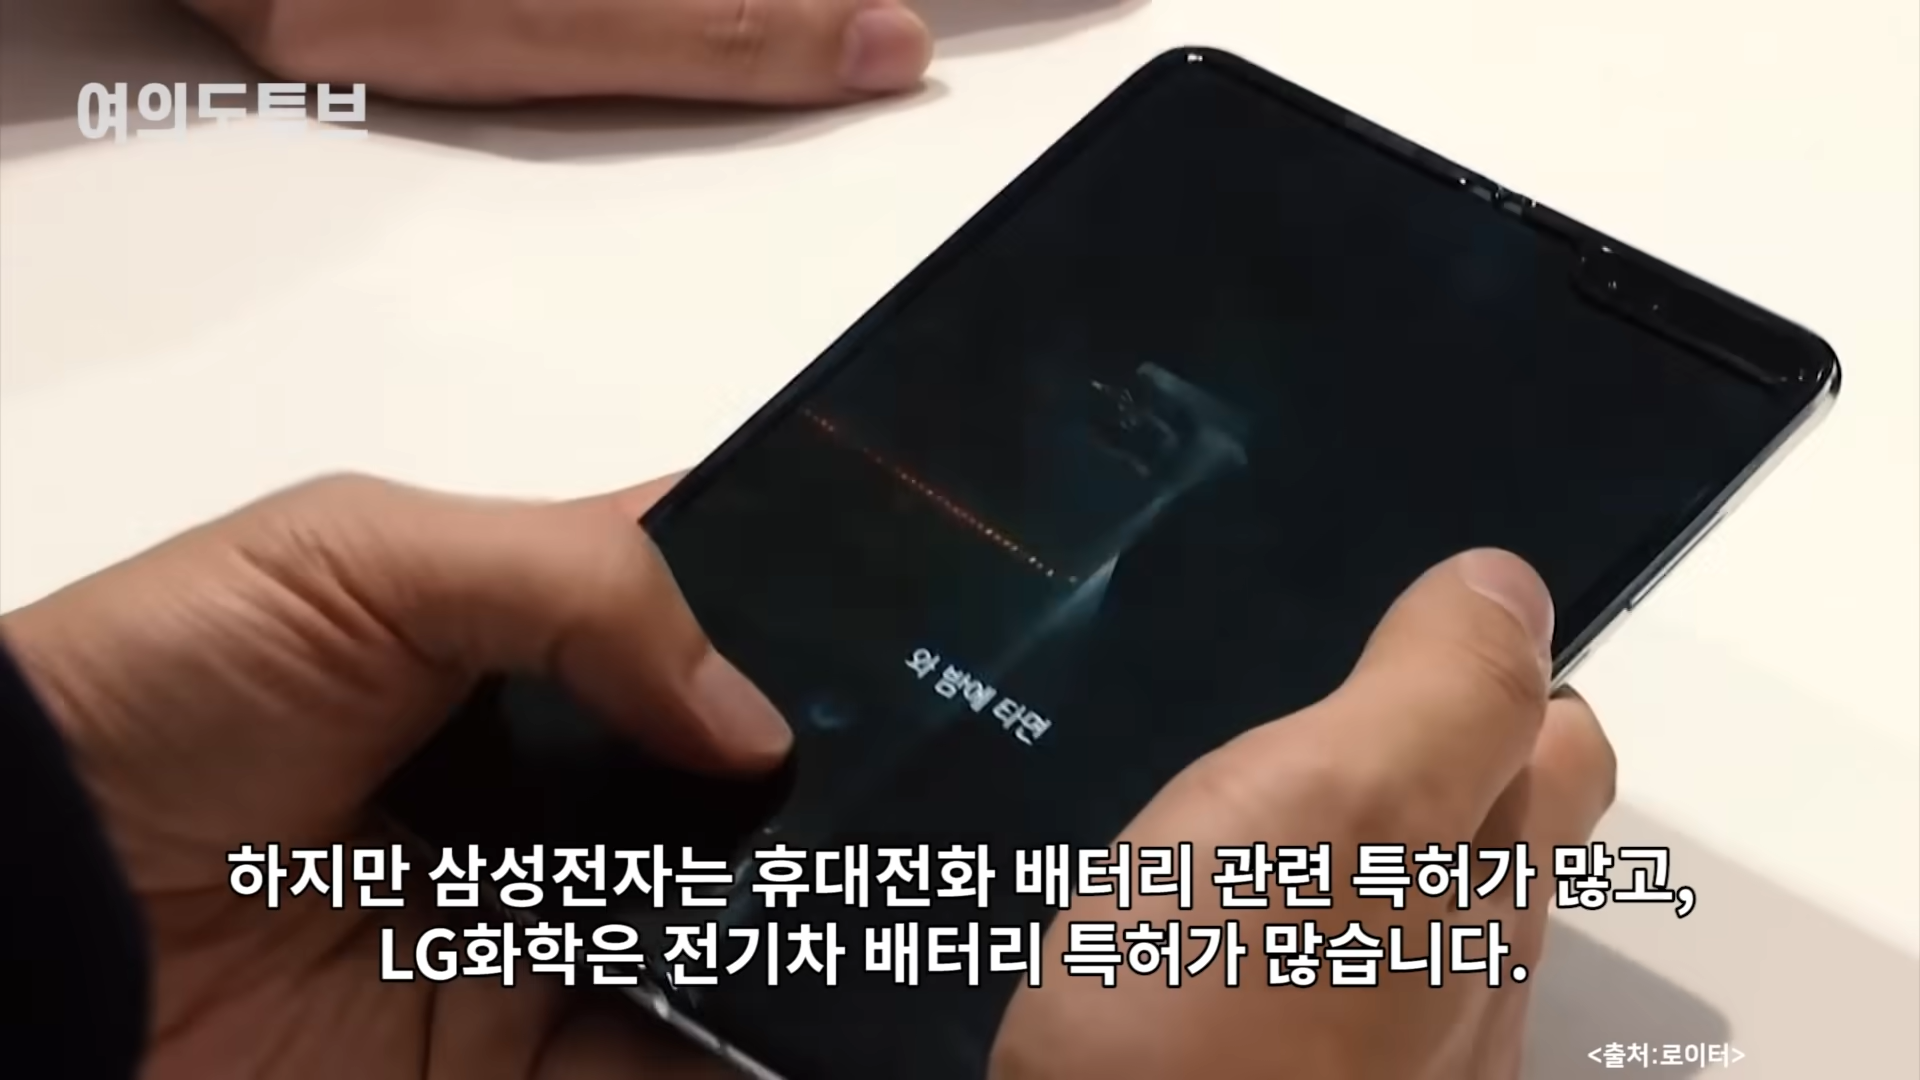 여의도튜브
와 밤에 타면
하지만 삼성전자는 휴대전화 배터리 관련 특허가 많고,
LG화학은 전기차 배터리 특허가 많습니다.
<출처:로이터>